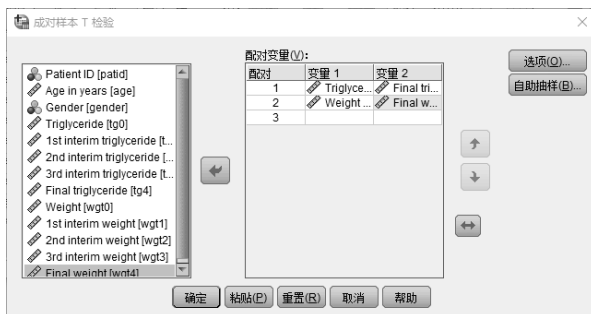 成对样本 T 检验
Patient ID [patid]
Age in years [age]
Gender [gender]
Triglyceride [tg0]
1st interim triglyceride [t...
2nd interim triglyceride [...
3rd interim triglyceride [t...
Final triglyceride [tg4]
Weight [wgt0]
1st interim weight [wgt1]
2nd interim weight [wgt2]
3rd interim weight [wgt3]
Final weight [wgt4]
配对变量(V):
配对 变量 1 变量 2
1 Triglyce... Final tri...
2 Weight ... Final w...
3
选项(O)...
自助抽样(B)...
确定 粘贴(P) 重置(R) 取消 帮助